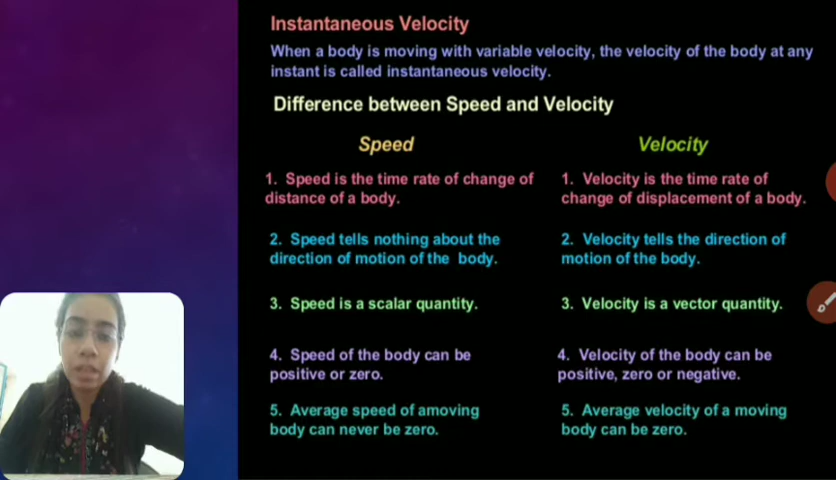 Instantaneous Velocity
When a body is moving with variable velocity, the velocity of the body at any
instant is called instantaneous velocity.
Difference between Speed and Velocity
Speed
Velocity
1. Speed is the time rate of change of
distance of a body.
1. Velocity is the time rate of
change of displacement of a body.
2. Speed tells nothing about the
direction of motion of the body.
2. Velocity tells the direction of
motion of the body.
3. Speed is a scalar quantity.
3. Velocity is a vector quantity.
4. Speed of the body can be
positive or zero.
4. Velocity of the body can be
positive, zero or negative.
5. Average speed of amoving
body can never be zero.
5. Average velocity of a moving
body can be zero.